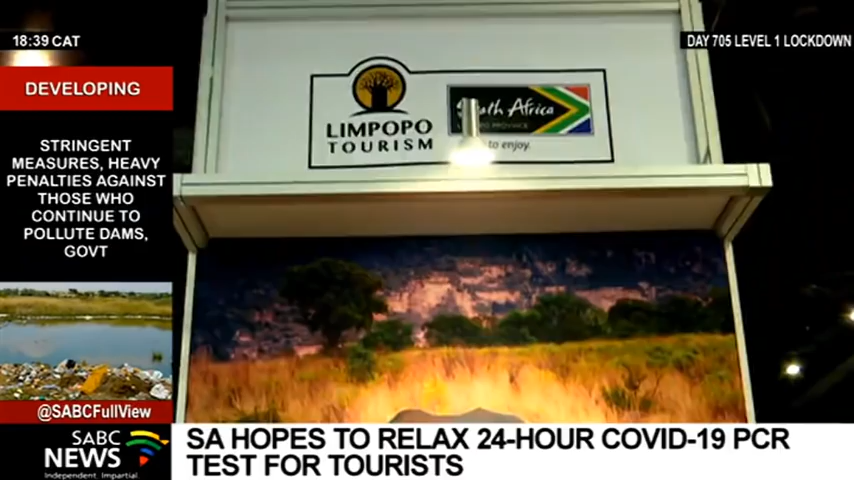 18:39 CAT
DAY 705 LEVEL 1 LOCKDOWN
DEVELOPING
STRINGENT
MEASURES, HEAVY
PENALTIES AGAINST
THOSE WHO
CONTINUE TO
POLLUTE DAMS,
GOVT
@SABCFullView
LIMPOPO
TOURISM
South Africa
PROVINCE
to enjoy.
SABC
NEWS
Independent. Impartial.
SA HOPES TO RELAX 24-HOUR COVID-19 PCR
TEST FOR TOURISTS